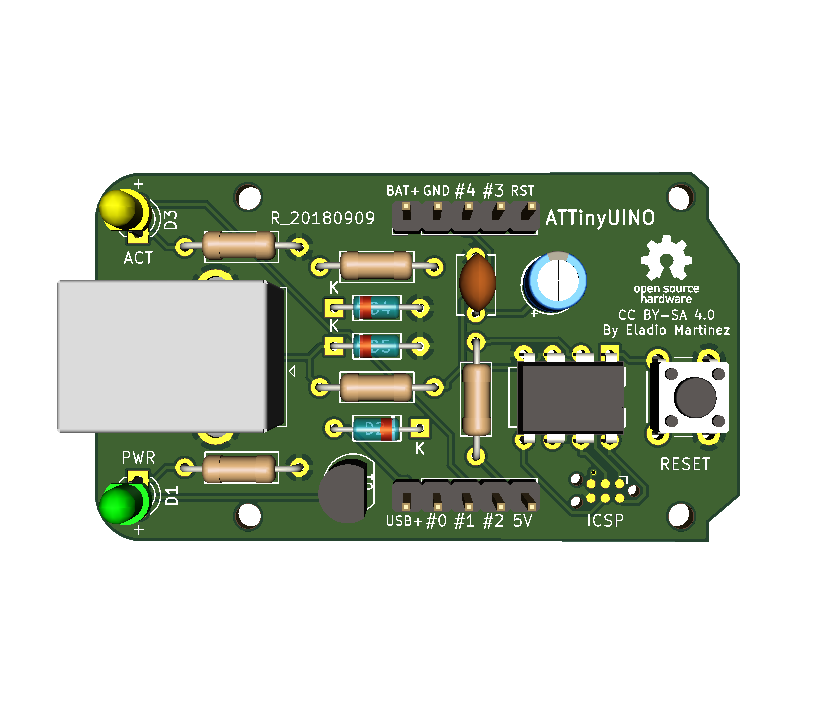 BAT+ GND #4 #3 RST
R_20180909
ATTinyUINO
D3
ACT
K
K
open source
hardware
CC BY-SA 4.0
By Eladio Martinez
K
PWR
D1
RESET
USB+ #0 #1 #2 5V
ICSP